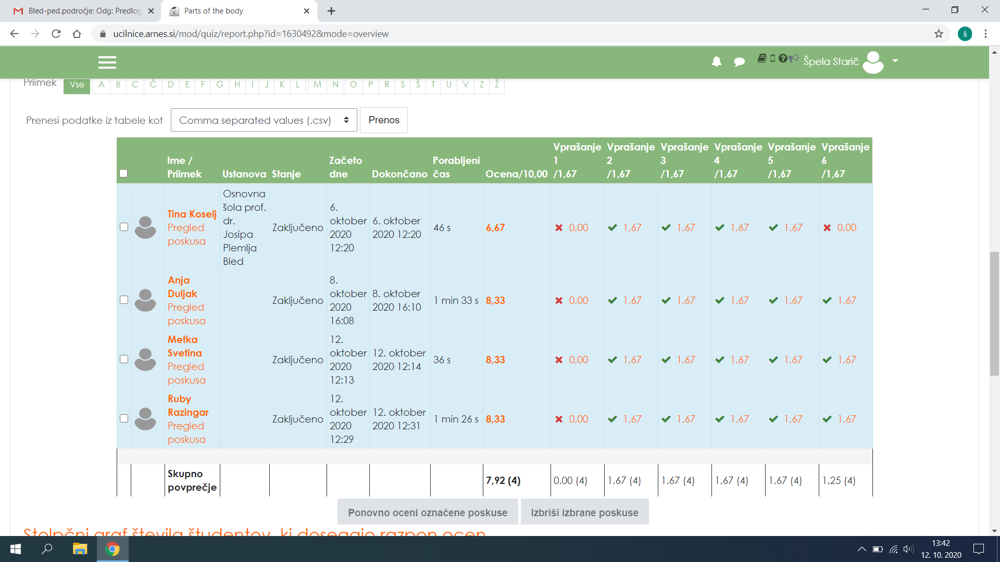 Bled-ped.področje: Odg: Predlog
Parts of the body
ucilnice.arnes.si/mod/quiz/report.php?id=1630492&mode=overview
š
Špela Starič
Priimek Vse A B C Č D E F G H I J K L M N O P R S Š T U V Z Ž
Prenesi podatke iz tabele kot Comma separated values (.csv) Prenos
Ime / Priimek Ustanova Stanje Začeto dne Dokončano Porabljeni čas Ocena/10,00 Vprašanje 1 /1,67 Vprašanje 2 /1,67 Vprašanje 3 /1,67 Vprašanje 4 /1,67 Vprašanje 5 /1,67 Vprašanje 6 /1,67
Tina Koselj Pregled poskusa Osnovna šola prof. dr. Josipa Plemlja Bled Zaključeno 6. oktober 2020 12:20 6. oktober 2020 12:20 46 s 6,67 0,00 1,67 1,67 1,67 1,67 0,00
Anja Duljak Pregled poskusa Zaključeno 8. oktober 2020 16:08 8. oktober 2020 16:10 1 min 33 s 8,33 0,00 1,67 1,67 1,67 1,67 1,67
Metka Svetina Pregled poskusa Zaključeno 12. oktober 2020 12:13 12. oktober 2020 12:14 36 s 8,33 0,00 1,67 1,67 1,67 1,67 1,67
Ruby Razingar Pregled poskusa Zaključeno 12. oktober 2020 12:29 12. oktober 2020 12:31 1 min 26 s 8,33 0,00 1,67 1,67 1,67 1,67 1,67
Skupno povprečje 7,92 (4) 0,00 (4) 1,67 (4) 1,67 (4) 1,67 (4) 1,67 (4) 1,25 (4)
Ponovno oceni označene poskuse Izbriši izbrane poskuse
Stolpčni graf števila študentov, ki dosegajo razpon ocen
13:42
12. 10. 2020